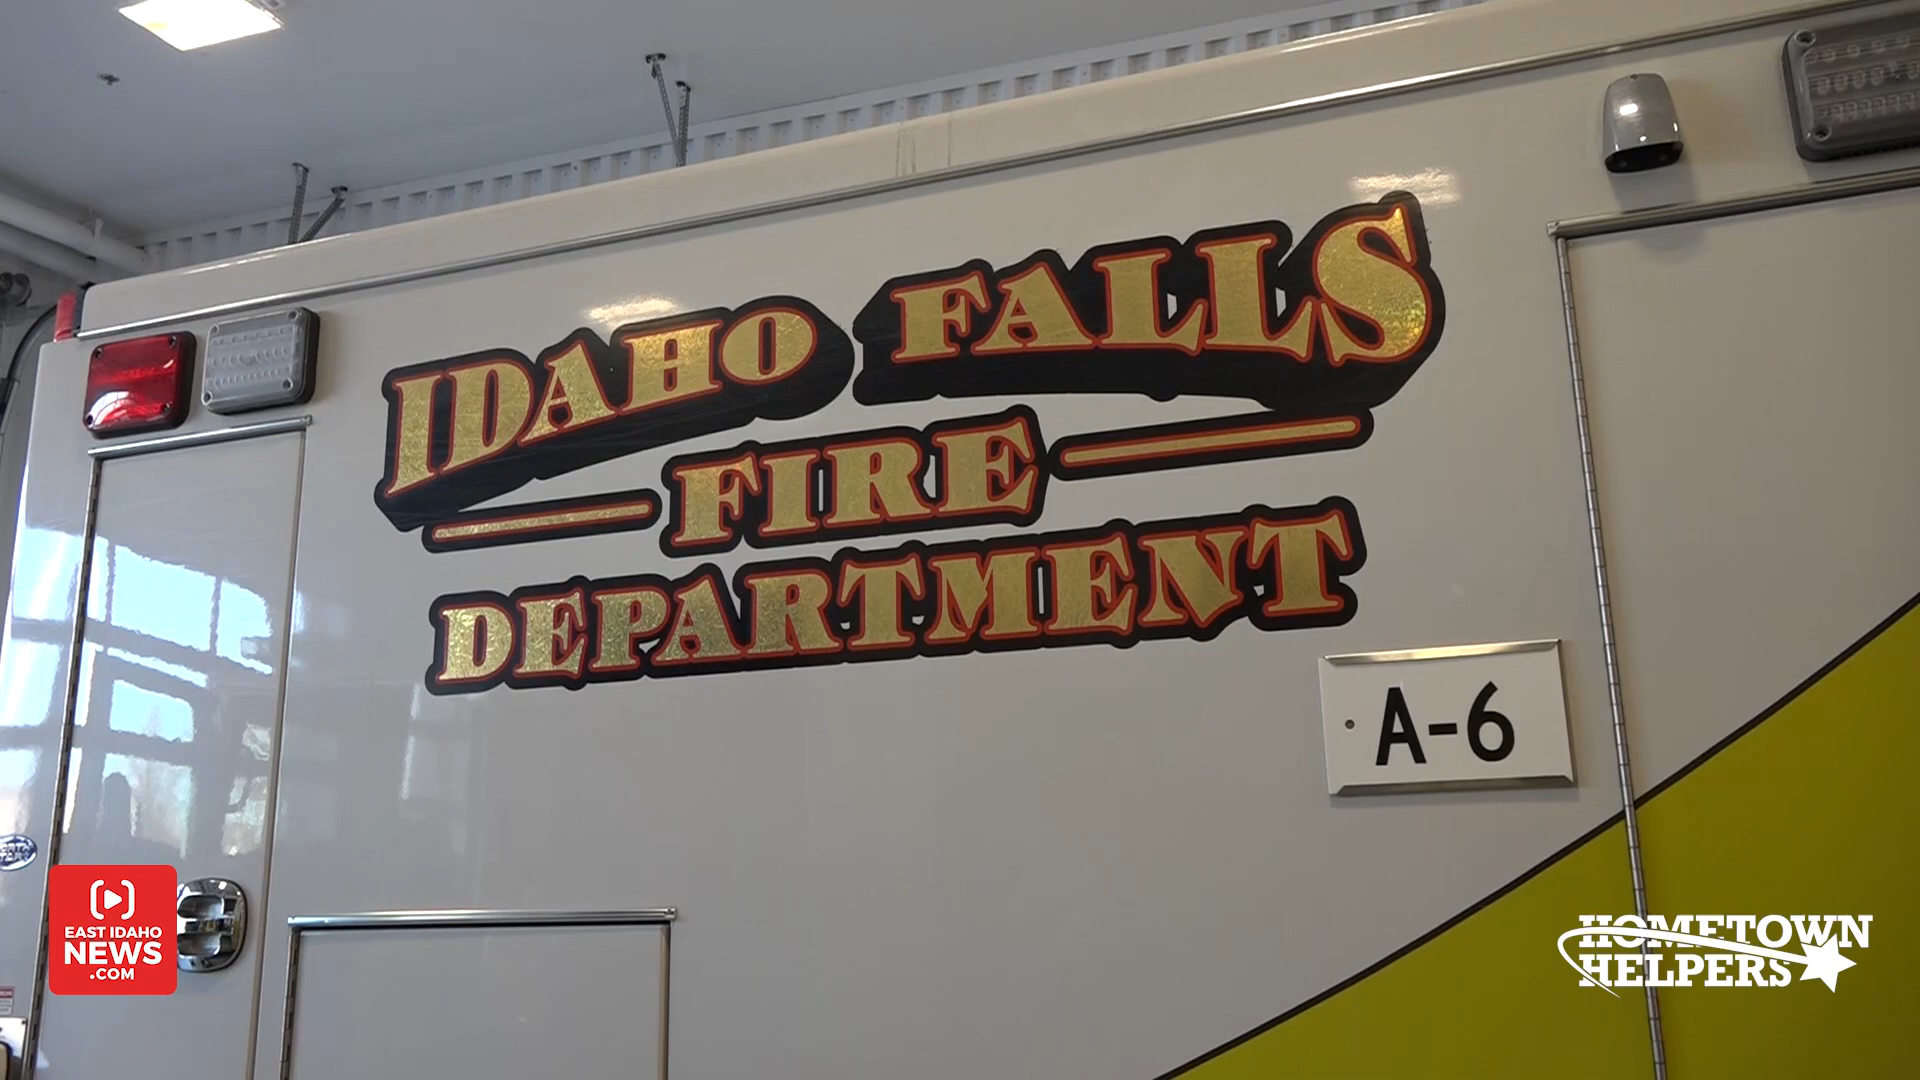 IDAHO FALLS
FIRE
DEPARTMENT
A-6
EAST IDAHO
NEWS
.COM
HOMETOWN
HELPERS